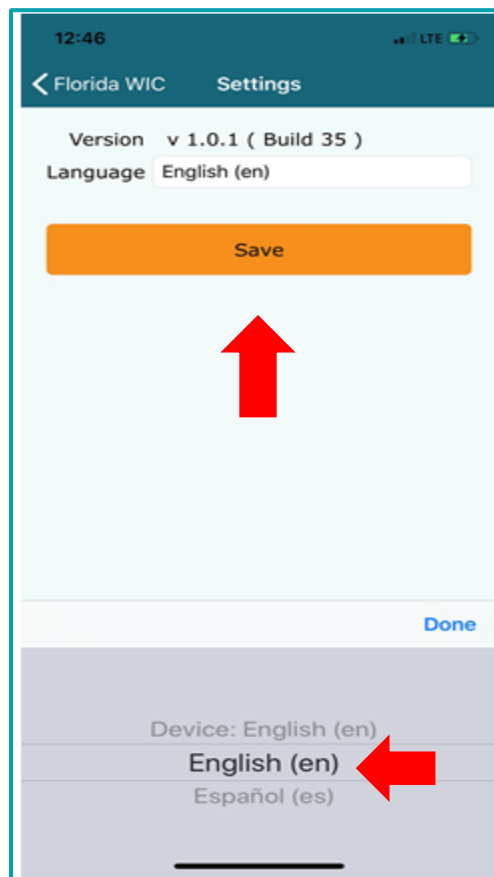 12:46 LTE
Florida WIC Settings
Version v 1.0.1 ( Build 35 )
Language English (en)
Save
Done
Device: English (en)
English (en)
Español (es)